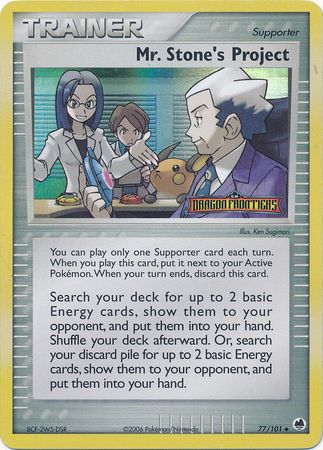 TRAINER
Supporter
Mr. Stone's Project
DRAGON FRONTIERS
Illus. Ken Sugimori
You can play only one Supporter card each turn.
When you play this card, put it next to your Active
Pokémon. When your turn ends, discard this card.
Search your deck for up to 2 basic
Energy cards, show them to your
opponent, and put them into your hand.
Shuffle your deck afterward. Or, search
your discard pile for up to 2 basic Energy
cards, show them to your opponent, and
put them into your hand.
BCF-2W5-DSR
©2006 Pokémon/Nintendo
77/101